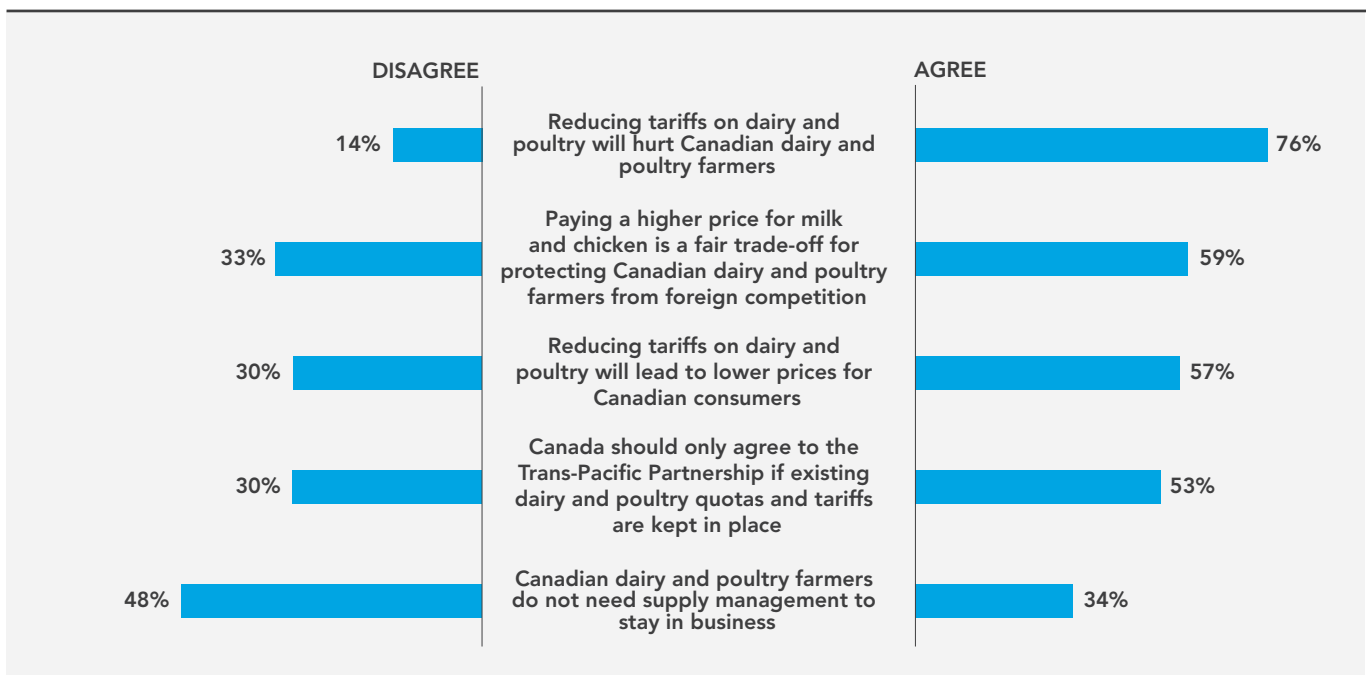 DISAGREE
AGREE
14%
Reducing tariffs on dairy and
poultry will hurt Canadian dairy and
poultry farmers
76%
33%
Paying a higher price for milk
and chicken is a fair trade-off for
protecting Canadian dairy and poultry
farmers from foreign competition
59%
30%
Reducing tariffs on dairy and
poultry will lead to lower prices for
Canadian consumers
57%
30%
Canada should only agree to the
Trans-Pacific Partnership if existing
dairy and poultry quotas and tariffs
are kept in place
53%
48%
Canadian dairy and poultry farmers
do not need supply management to
stay in business
34%